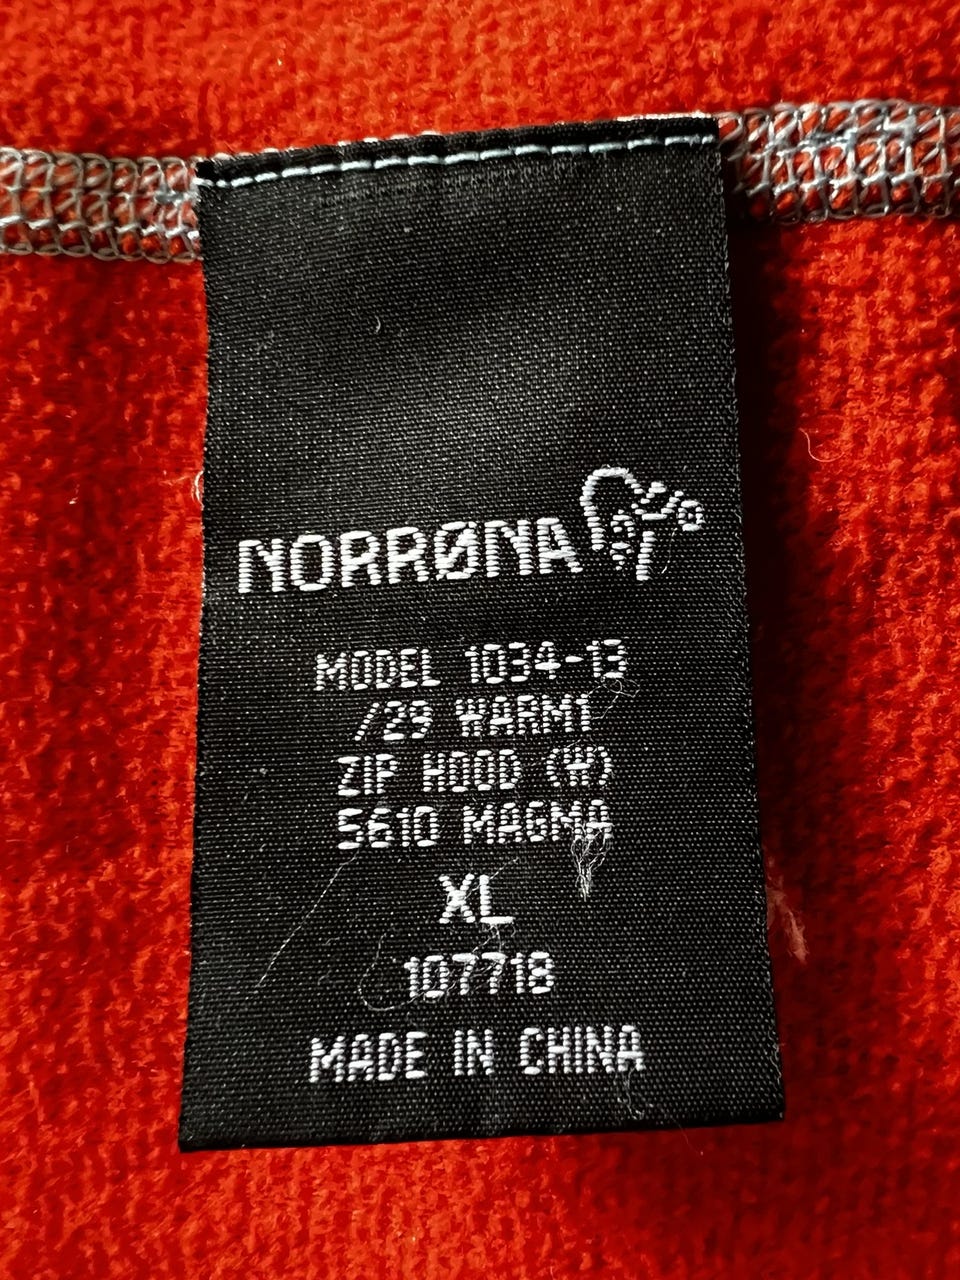 NORRØNA
MODEL 1034-13
/29 WARM1
ZIP HOOD (W)
5610 MAGMA
XL
107718
MADE IN CHINA